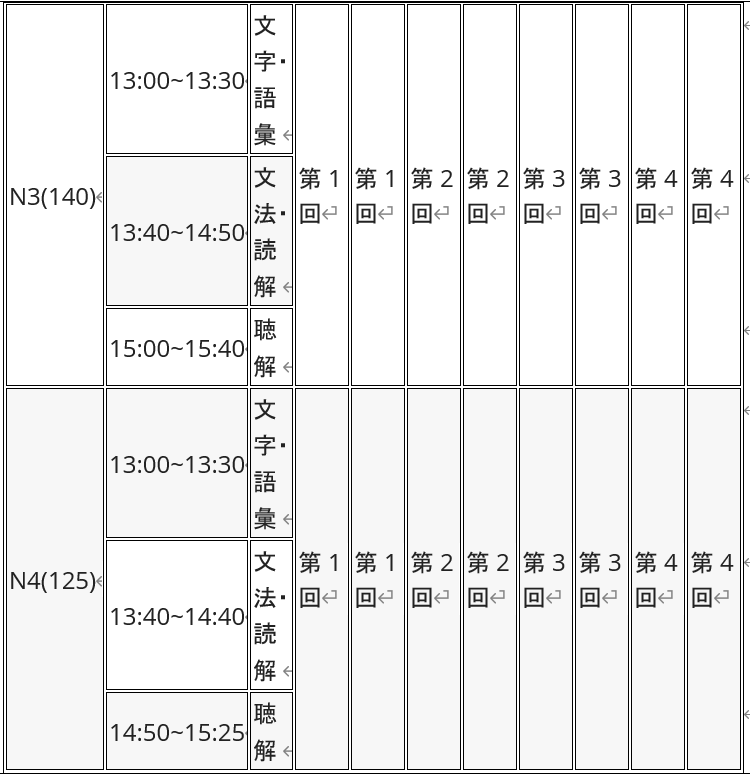 N3(140)
13:00~13:30
文
字·
語
彙
13:40~14:50
文
法·
読
解
15:00~15:40
聴
解
第 1
回
第 1
回
第 2
回
第 2
回
第 3
回
第 3
回
第 4
回
第 4
回
N4(125)
13:00~13:30
文
字·
語
彙
13:40~14:40
文
法·
読
解
14:50~15:25
聴
解
第 1
回
第 1
回
第 2
回
第 2
回
第 3
回
第 3
回
第 4
回
第 4
回